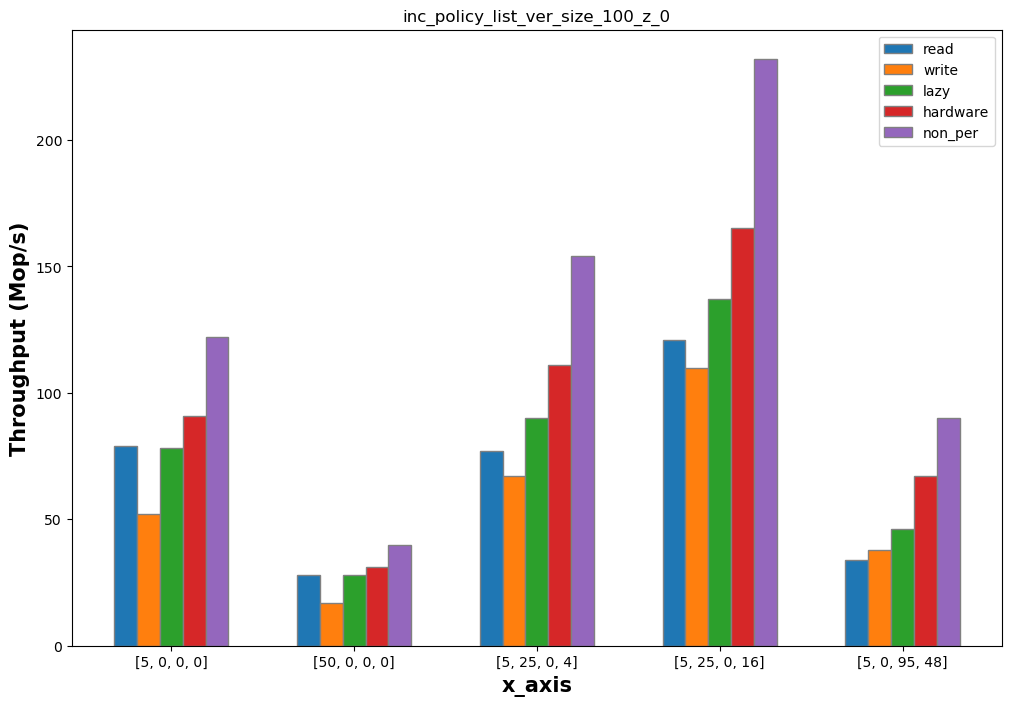 inc_policy_list_ver_size_100_z_0
read
write
lazy
hardware
non_per
Throughput (Mop/s)
200
150
100
50
0
[5, 0, 0, 0]
[50, 0, 0, 0]
[5, 25, 0, 4]
[5, 25, 0, 16]
[5, 0, 95, 48]
x_axis